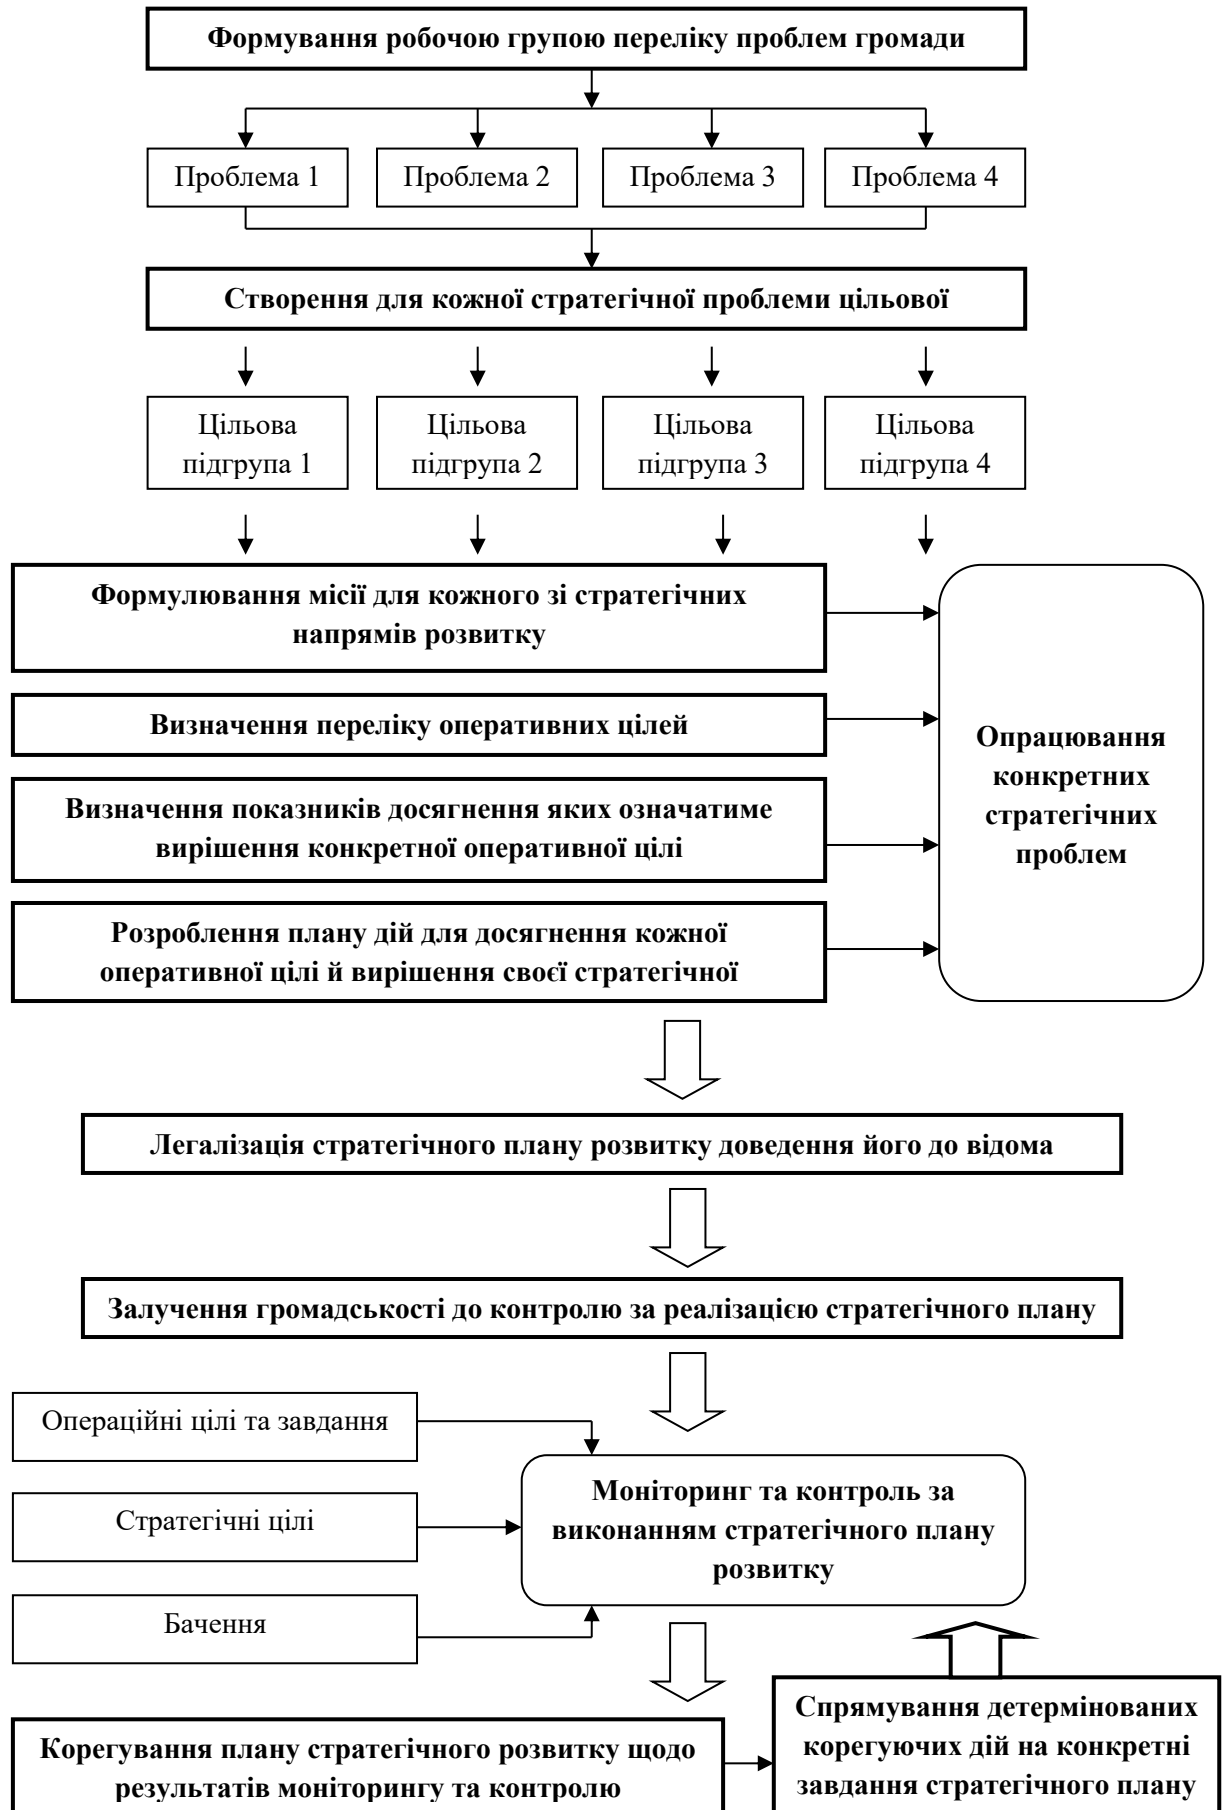 Формування робочою групою переліку проблем громади
Проблема 1
Проблема 2
Проблема 3
Проблема 4
Створення для кожної стратегічної проблеми цільової
Цільова
підгрупа 1
Цільова
підгрупа 2
Цільова
підгрупа 3
Цільова
підгрупа 4
Формулювання місії для кожного зі стратегічних
напрямів розвитку
Визначення переліку оперативних цілей
Визначення показників досягнення яких означатиме
вирішення конкретної оперативної цілі
Розроблення плану дій для досягнення кожної
оперативної цілі й вирішення своєї стратегічної
Опрацювання
конкретних
стратегічних
проблем
Легалізація стратегічного плану розвитку доведення його до відома
Залучення громадськості до контролю за реалізацією стратегічного плану
Операційні цілі та завдання
Стратегічні цілі
Бачення
Моніторинг та контроль за
виконанням стратегічного плану
розвитку
Корегування плану стратегічного розвитку щодо
результатів моніторингу та контролю
Спрямування детермінованих
корегуючих дій на конкретні
завдання стратегічного плану